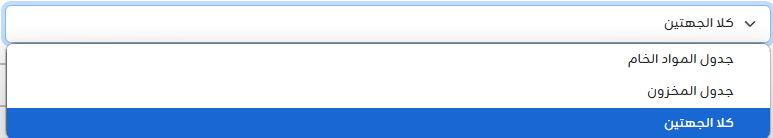 كلا الجهتين
جدول المواد الخام
جدول المخزون
كلا الجهتين